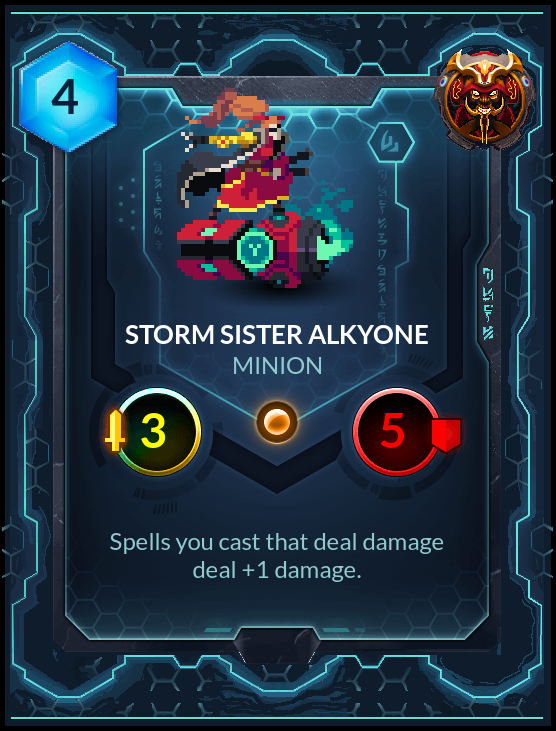 4
STORM SISTER ALKYONE
MINION
3
5
Spells you cast that deal damage
deal +1 damage.